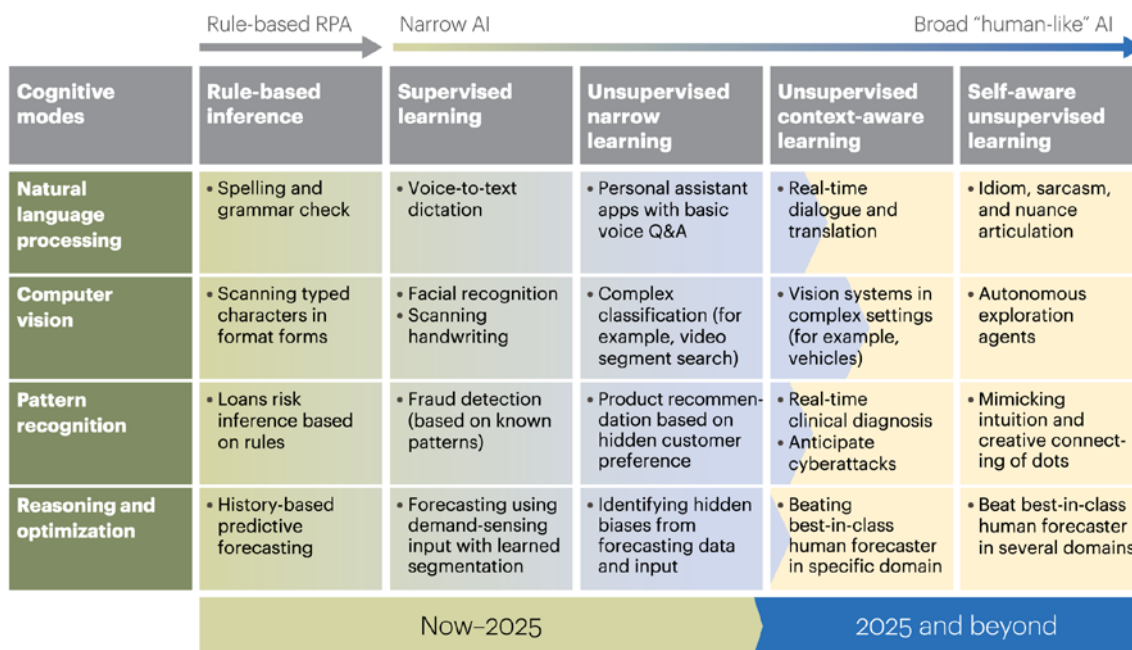 Rule-based RPA
Narrow AI
Broad “human-like” AI
Cognitive
modes
Rule-based
inference
Supervised
learning
Unsupervised
narrow
learning
Unsupervised
context-aware
learning
Self-aware
unsupervised
learning
Natural
language
processing
• Spelling and
grammar check
• Voice-to-text
dictation
• Personal assistant
apps with basic
voice Q&A
• Real-time
dialogue and
translation
• Idiom, sarcasm,
and nuance
articulation
Computer
vision
• Scanning typed
characters in
format forms
• Facial recognition
• Scanning
handwriting
• Complex
classification (for
example, video
segment search)
• Vision systems in
complex settings
(for example,
vehicles)
• Autonomous
exploration
agents
Pattern
recognition
• Loans risk
inference based
on rules
• Fraud detection
(based on known
patterns)
• Product recommen-
dation based on
hidden customer
preference
• Real-time
clinical diagnosis
• Anticipate
cyberattacks
• Mimicking
intuition and
creative connect-
ing of dots
Reasoning and
optimization
• History-based
predictive
forecasting
• Forecasting using
demand-sensing
input with learned
segmentation
• Identifying hidden
biases from
forecasting data
and input
• Beating
best-in-class
human forecaster
in specific domain
• Beat best-in-class
human forecaster
in several domains
Now–2025
2025 and beyond